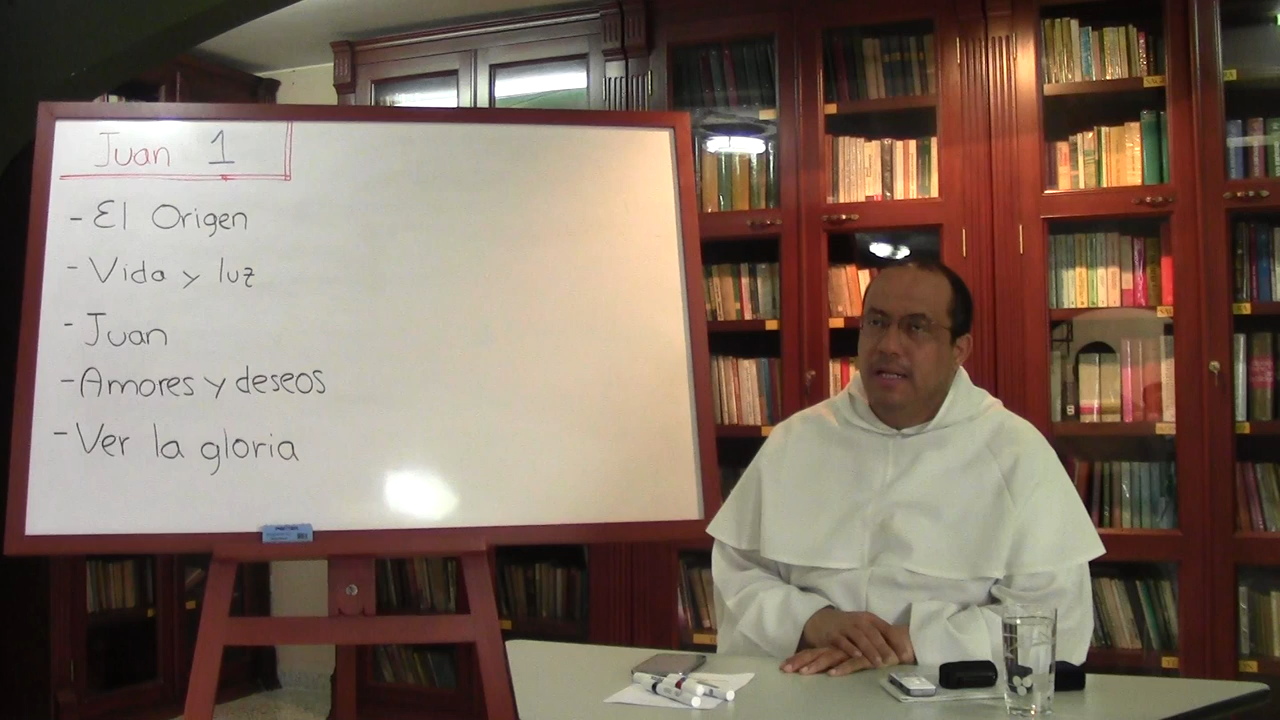 Juan 1
- El Origen
- Vida y luz
- Juan
- Amores y deseos
- Ver la gloria